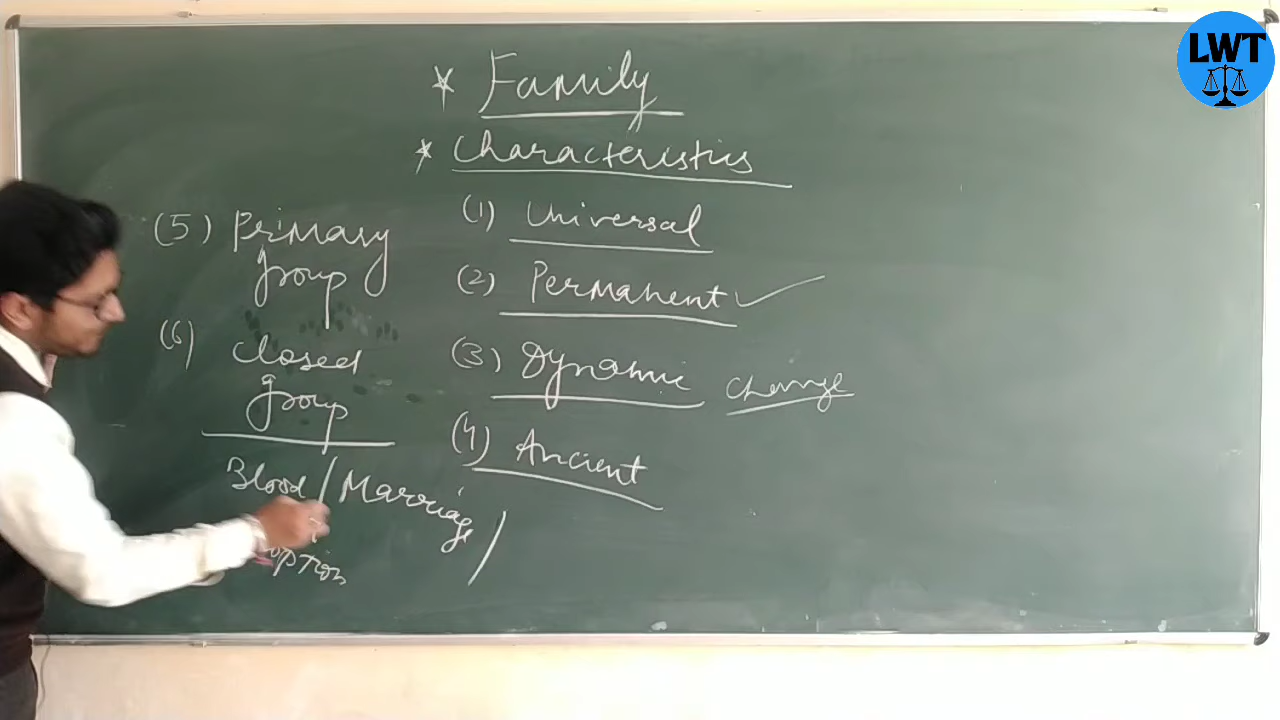 LWT
* Family
* Characteristics
(1) Universal
(2) Permanent ✓
(3) Dynamic change
(4) Ancient
(5) Primary
group
(6) closed
group
Blood / Marriage /